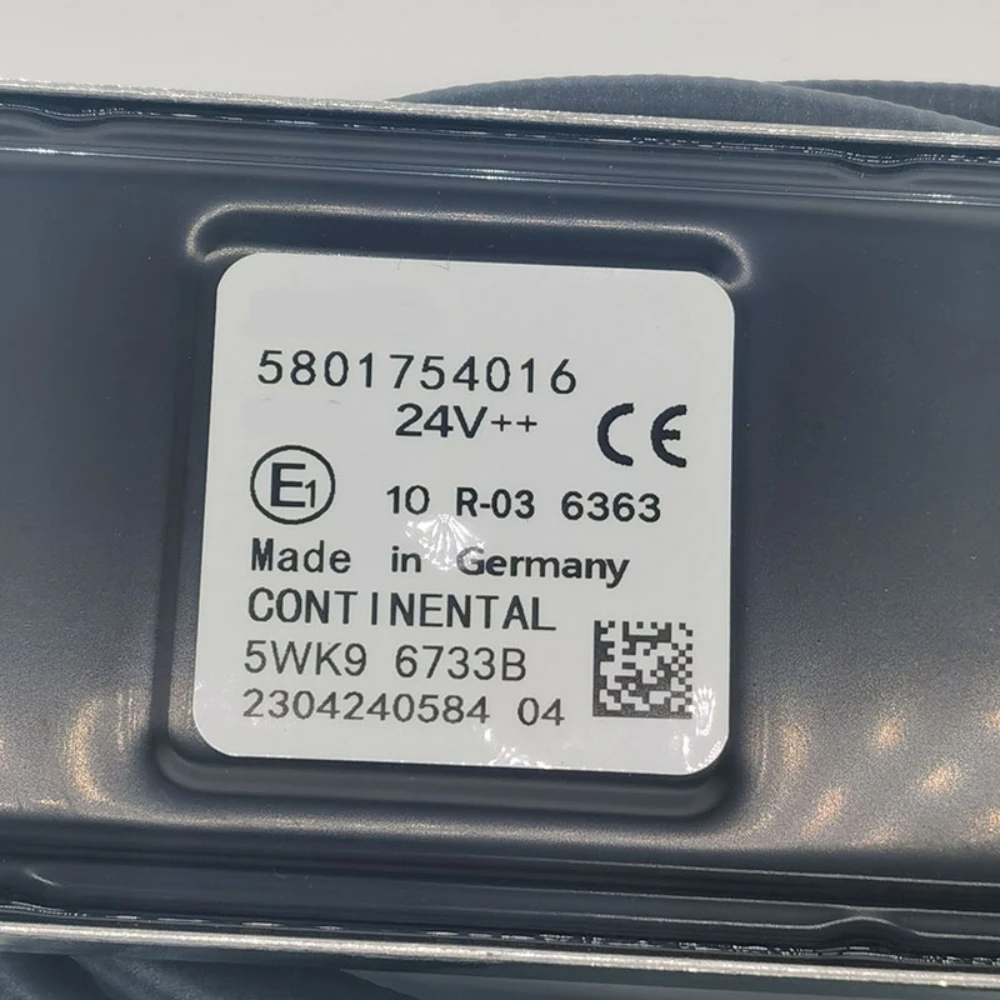 5801754016
24V++ CE
E1 10 R-03 6363
Made in Germany
CONTINENTAL
5WK9 6733B
2304240584 04